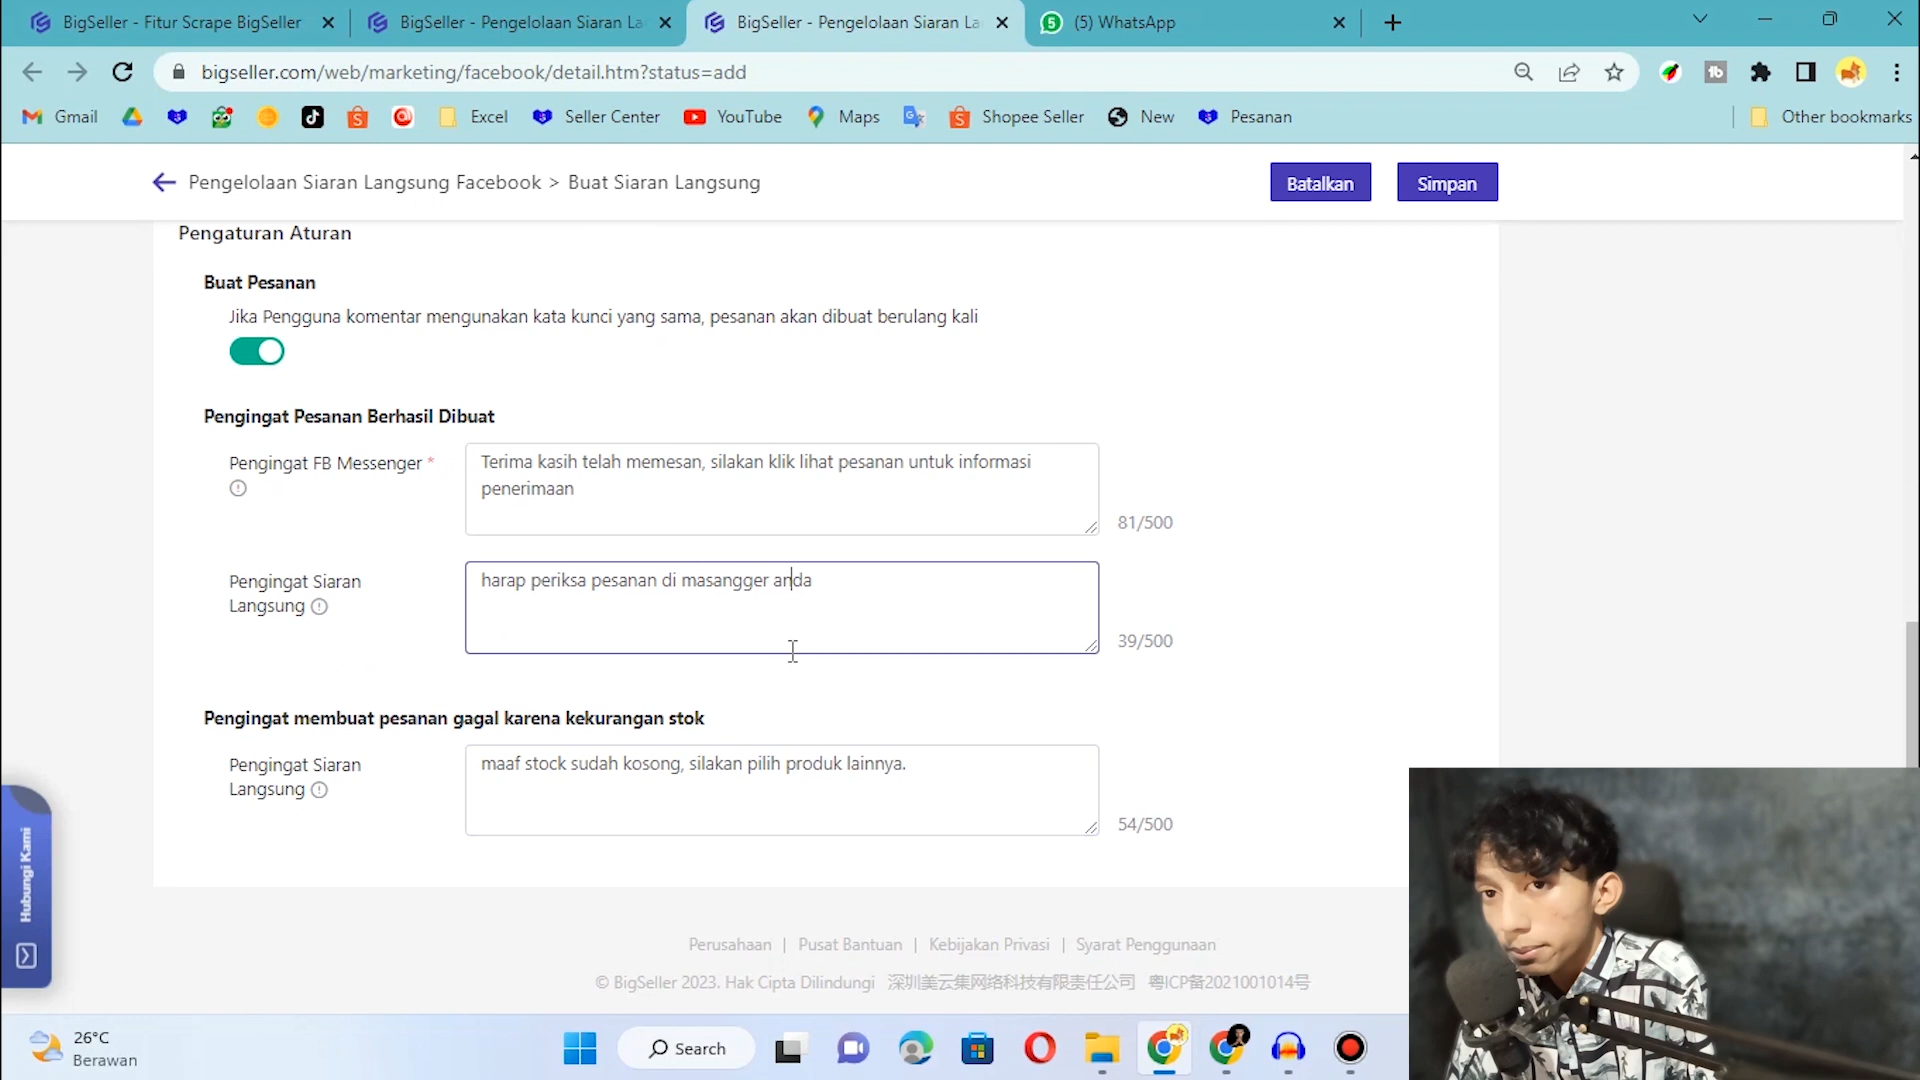 BigSeller - Fitur Scrape BigSeller
BigSeller - Pengelolaan Siaran La
BigSeller - Pengelolaan Siaran La
(5) WhatsApp
bigseller.com/web/marketing/facebook/detail.htm?status=add
Gmail
Excel
Seller Center
YouTube
Maps
Shopee Seller
New
Pesanan
Other bookmarks
Pengelolaan Siaran Langsung Facebook > Buat Siaran Langsung
Batalkan
Simpan
Pengaturan Aturan
Buat Pesanan
Jika Pengguna komentar mengunakan kata kunci yang sama, pesanan akan dibuat berulang kali
Pengingat Pesanan Berhasil Dibuat
Pengingat FB Messenger *
Terima kasih telah memesan, silakan klik lihat pesanan untuk informasi
penerimaan
81/500
Pengingat Siaran
Langsung
harap periksa pesanan di masangger anda
39/500
Pengingat membuat pesanan gagal karena kekurangan stok
Pengingat Siaran
Langsung
maaf stock sudah kosong, silakan pilih produk lainnya.
54/500
Hubungi Kami
Perusahaan | Pusat Bantuan | Kebijakan Privasi | Syarat Penggunaan
© BigSeller 2023. Hak Cipta Dilindungi 深圳美云集网络科技有限责任公司 粤ICP备2021001014号
26°C
Berawan
Search